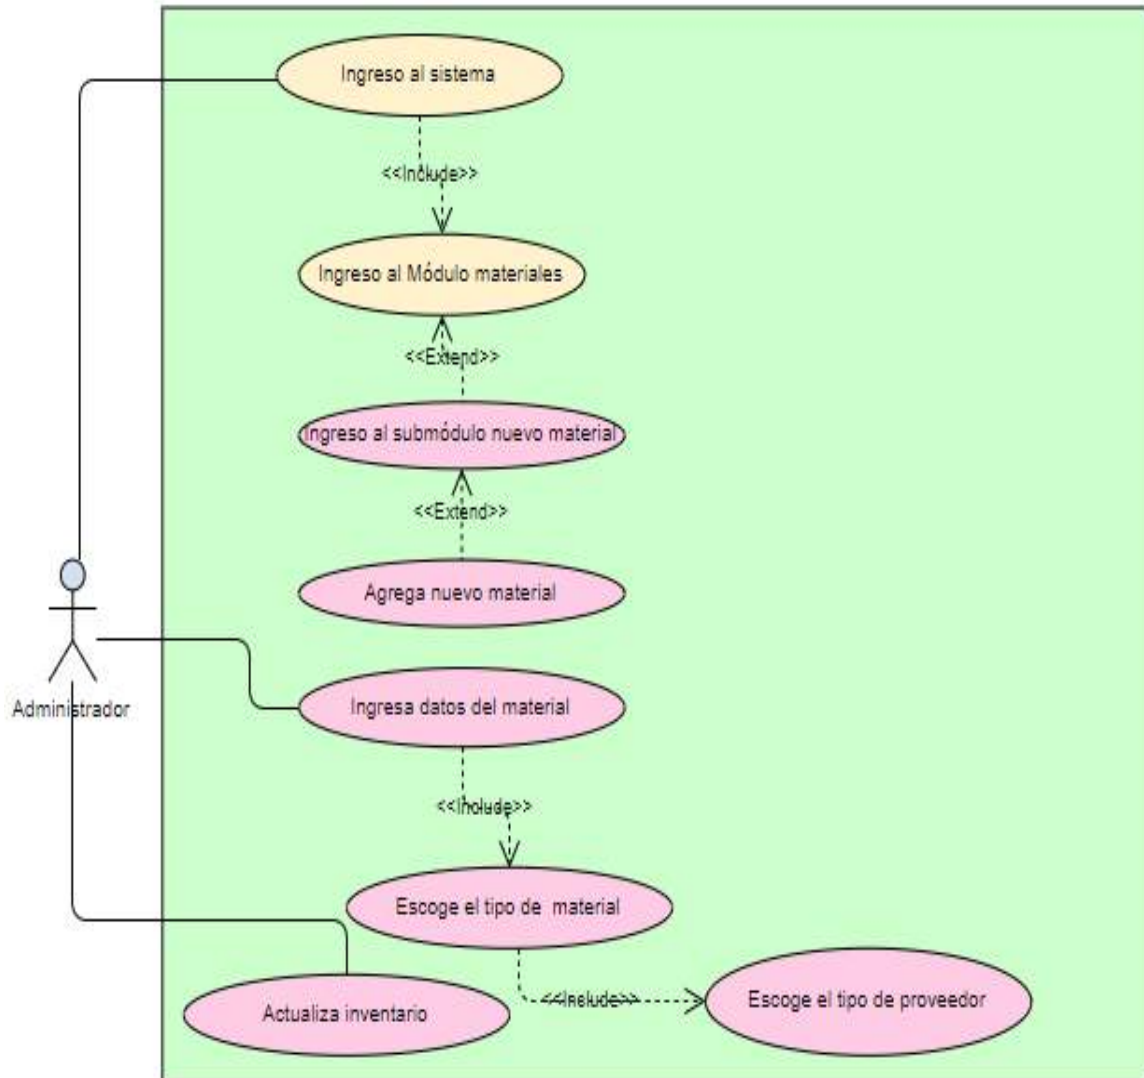 Ingreso al sistema
<<Include>>
Ingreso al Módulo materiales
<<Extend>>
Ingreso al submódulo nuevo material
<<Extend>>
Agrega nuevo material
Administrador
Ingresa datos del material
<<Include>>
Escoge el tipo de material
<<Include>>
Escoge el tipo de proveedor
Actualiza inventario